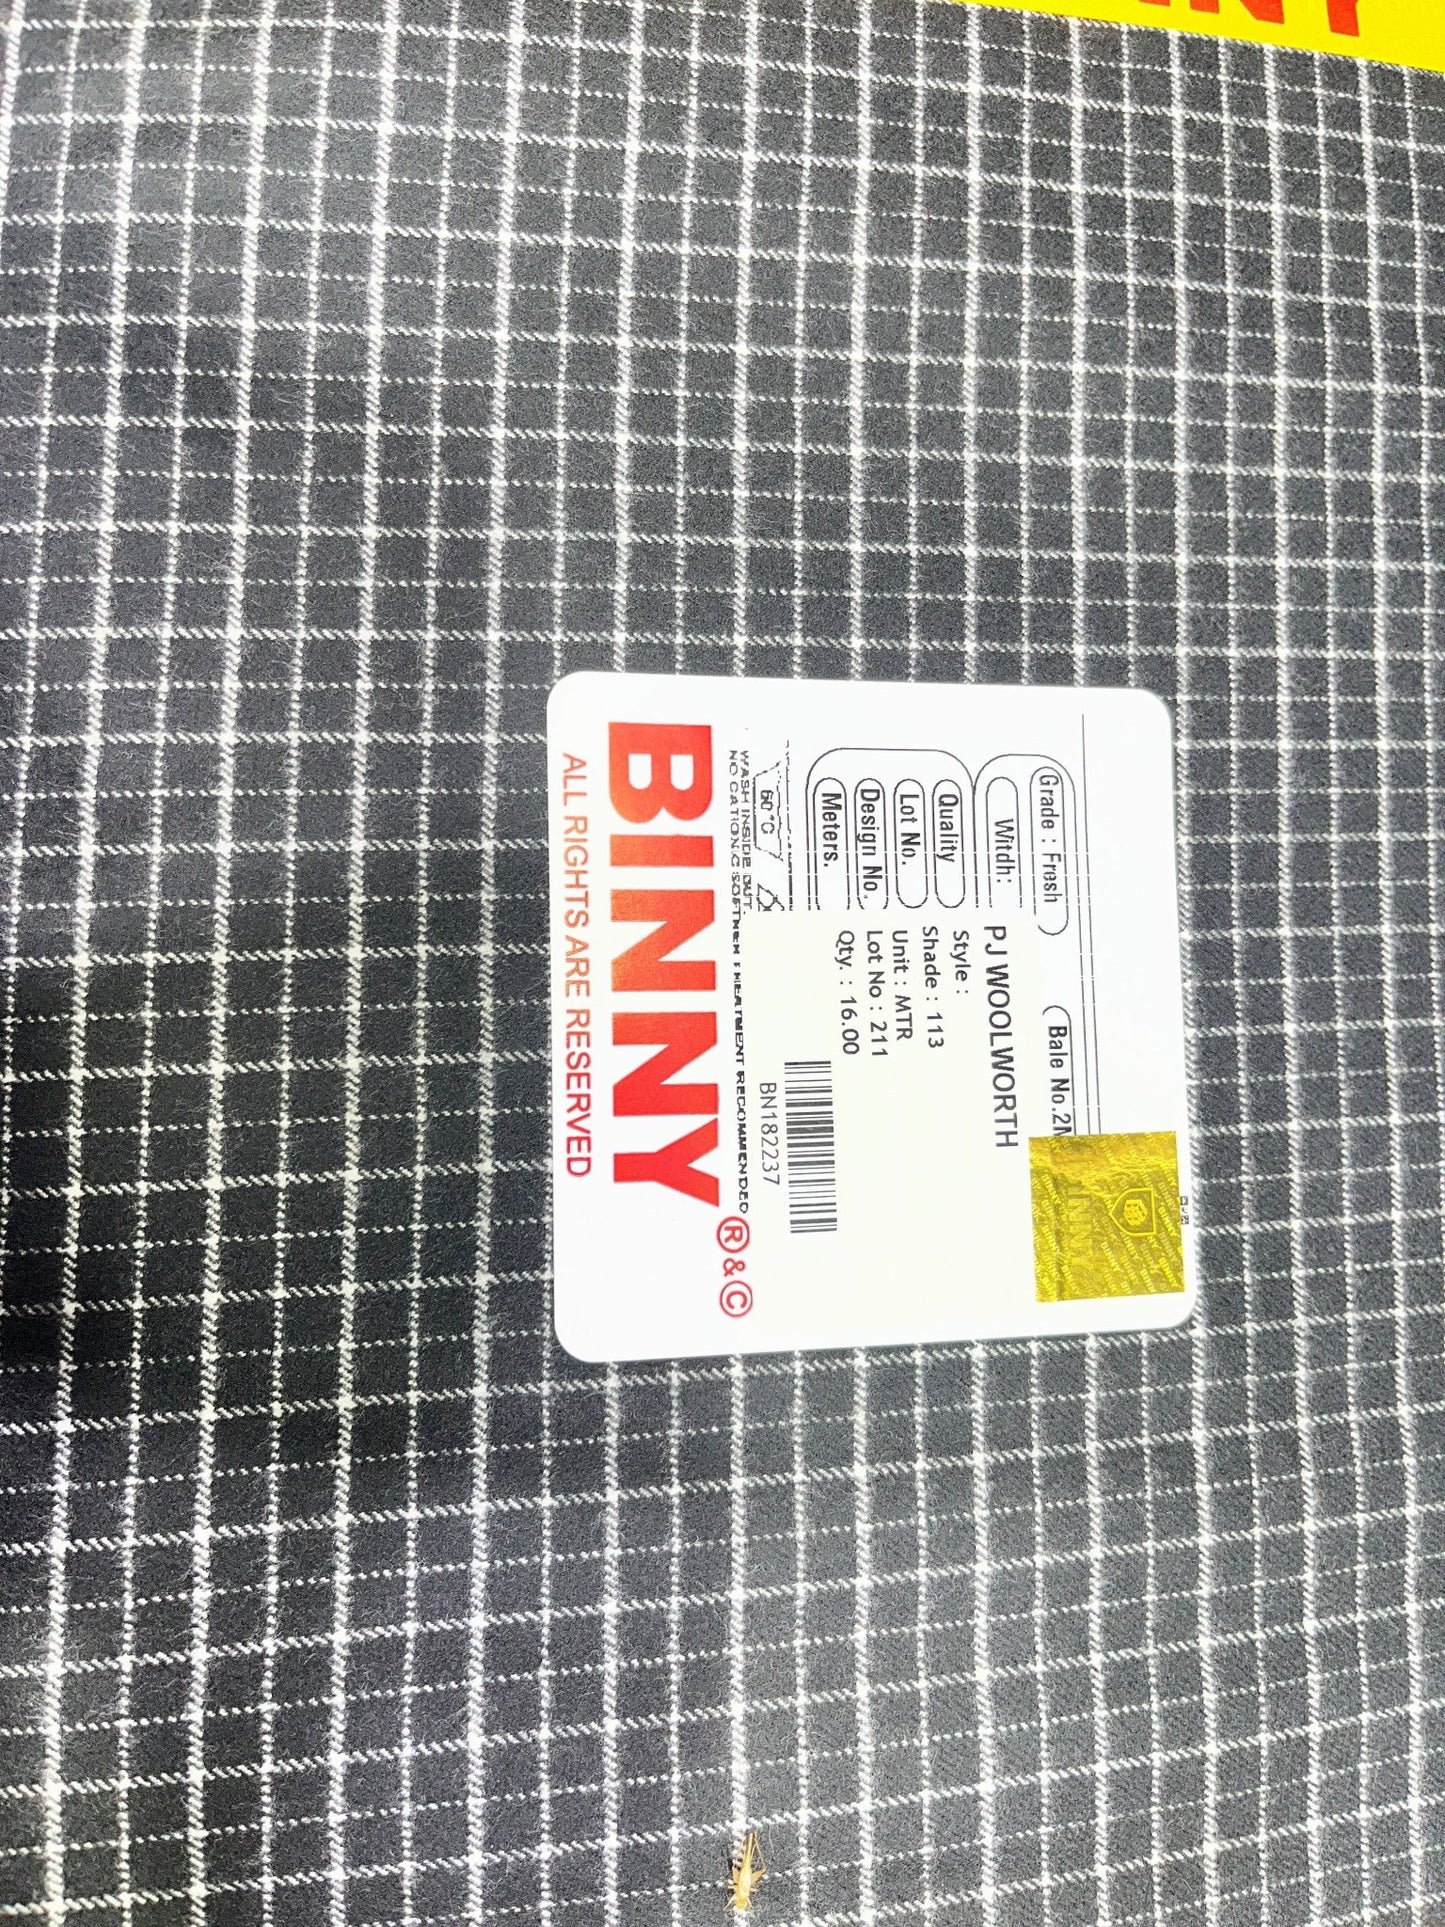 Grade : Fresh
Bale No.2
Witdh:
PJ WOOLWORTH
Quality
Style :
Lot No.
Shade : 113
Design No.
Unit : MTR
Meters.
Lot No : 211
Qty. : 16.00
60°C
BN182237
WASH INSIDE OUT.
NO CATION.C SOFTNER TREATMENT RECOMMENDED
BINNY ®&©
ALL RIGHTS ARE RESERVED